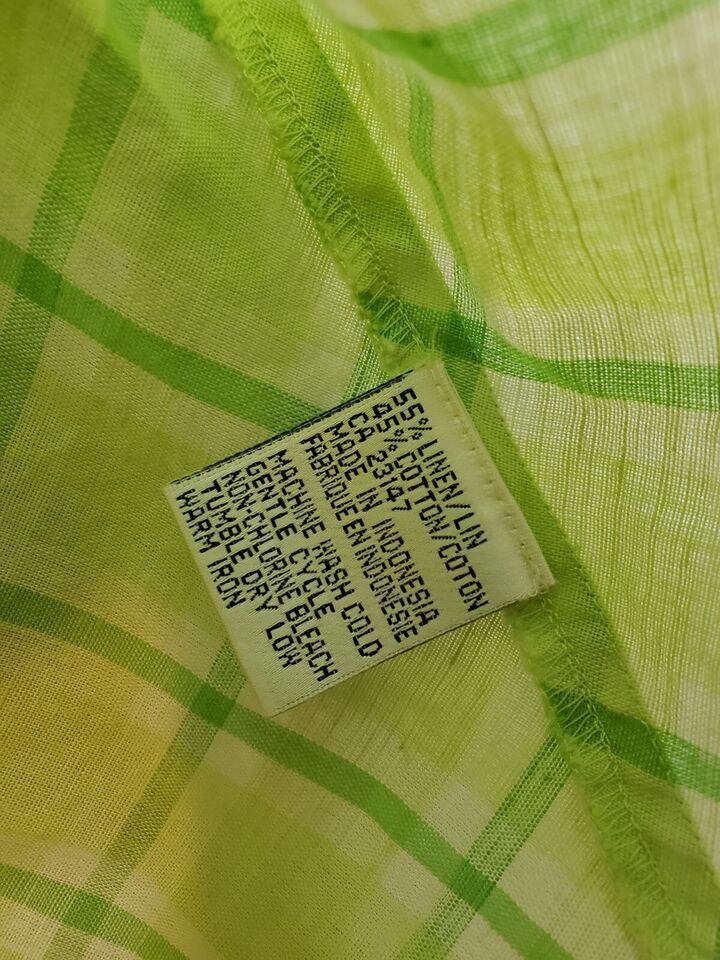 55% LINEN/LIN
45% COTTON/COTON
CA 23147
MADE IN INDONESIA
FABRIQUE EN INDONESIE
MACHINE WASH COLD
GENTLE CYCLE
NON-CHLORINE BLEACH
TUMBLE DRY LOW
WARM IRON